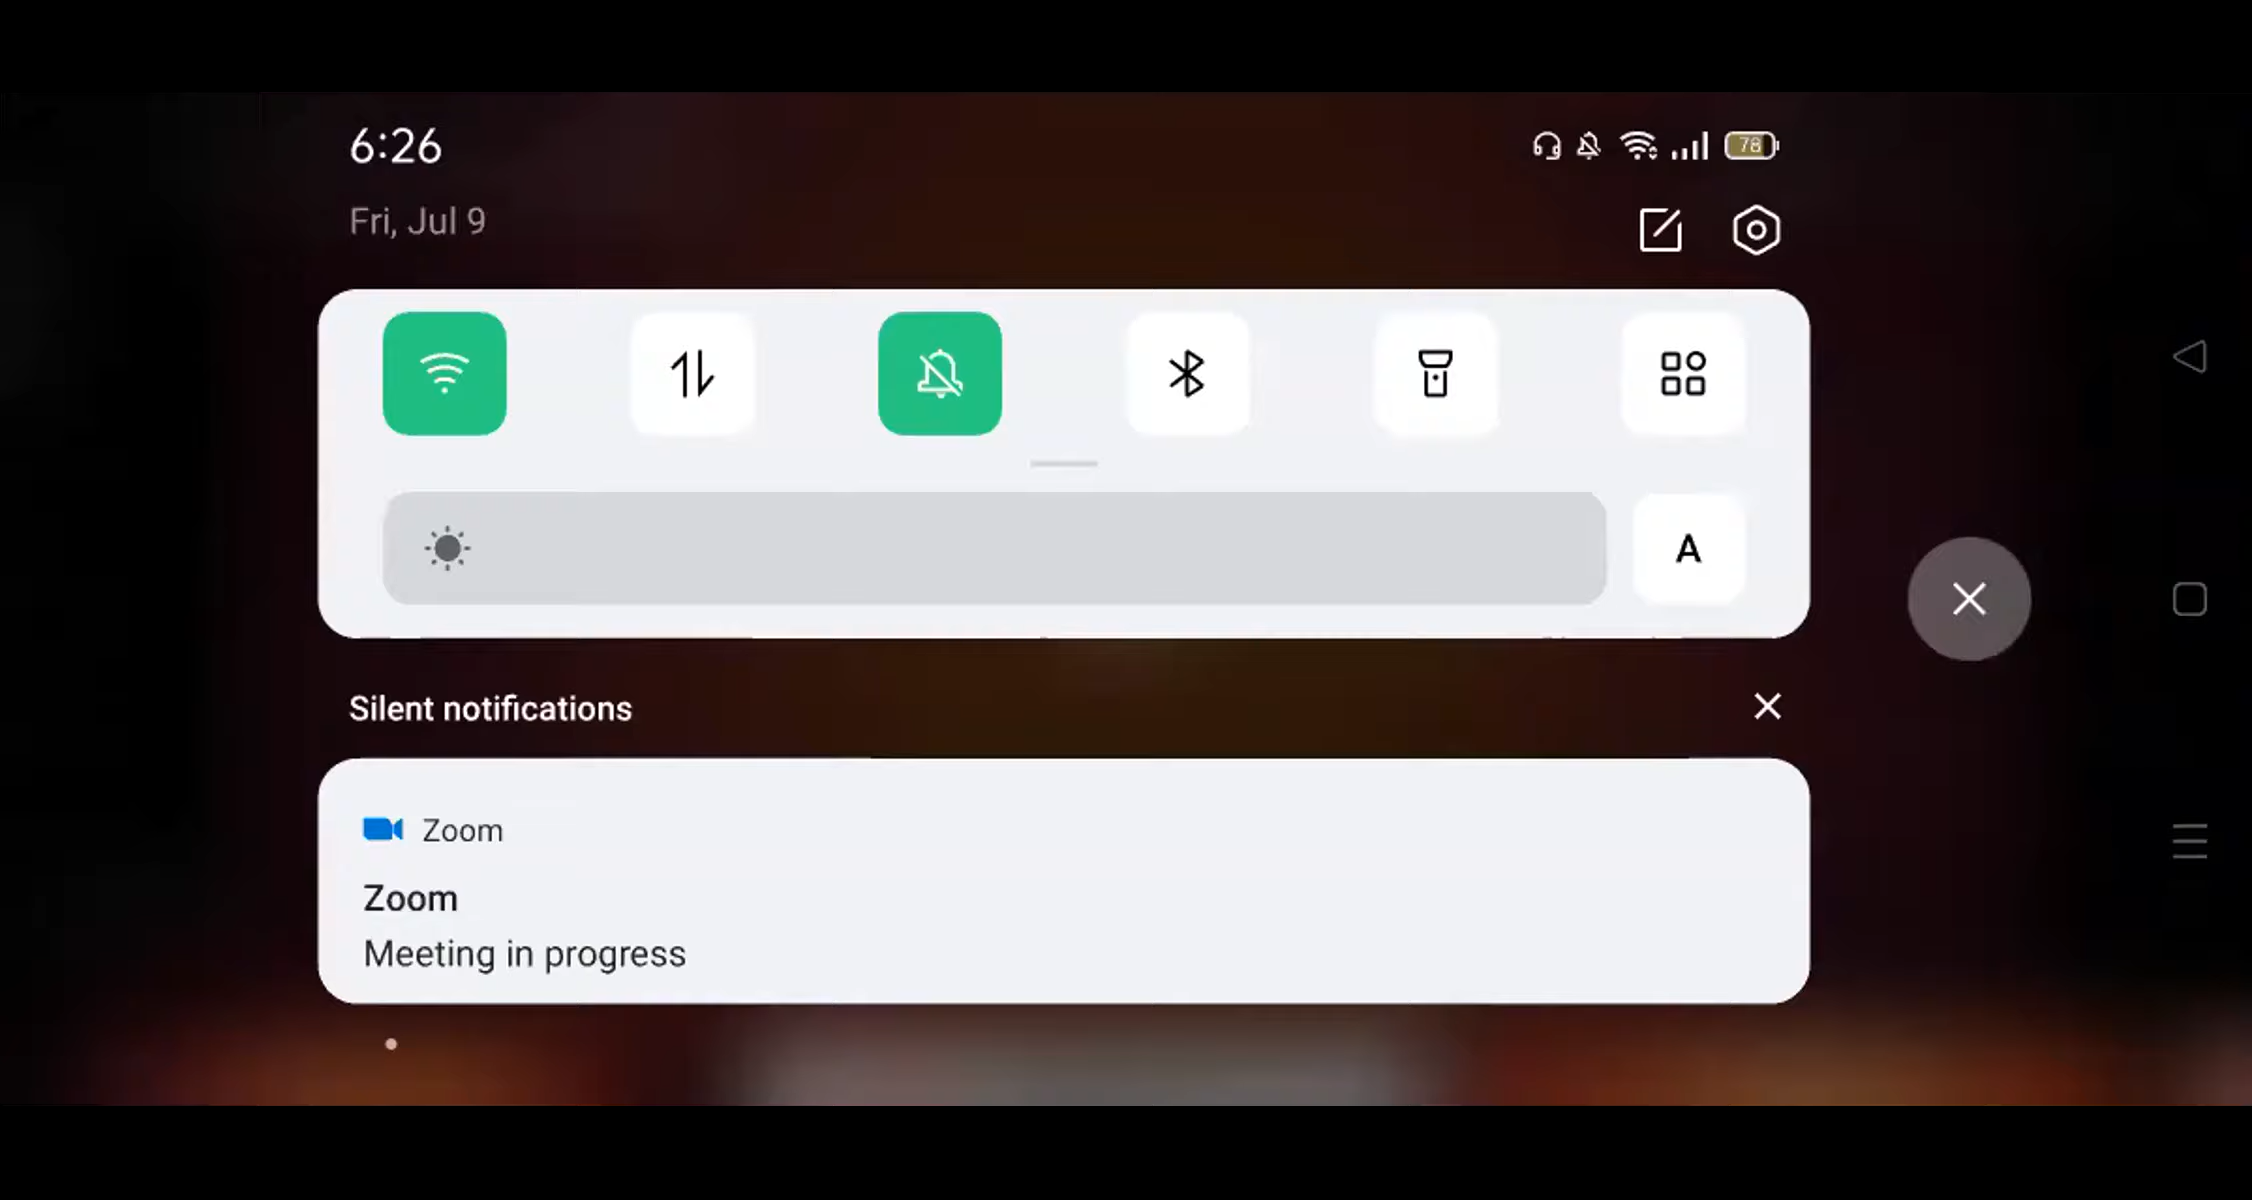 6:26
78
Fri, Jul 9
A
Silent notifications
Zoom
Zoom
Meeting in progress